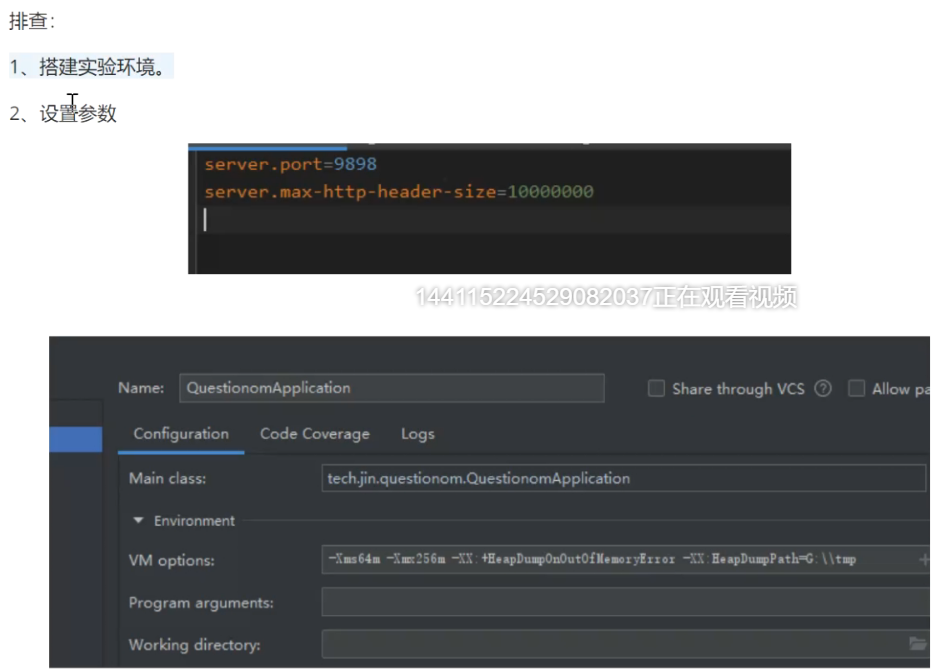 排查：
1、搭建实验环境。
2、设置参数
server.port=9898
server.max-http-header-size=10000000
144115224529082037正在观看视频
Name: QuestionomApplication Share through VCS ? Allow pa
Configuration Code Coverage Logs
Main class: tech.jin.questionom.QuestionomApplication
Environment
VM options: -Xms64m -Xmx256m -XX:+HeapDumpOnOutOfMemoryError -XX:HeapDumpPath=G:\\tmp
Program arguments:
Working directory: